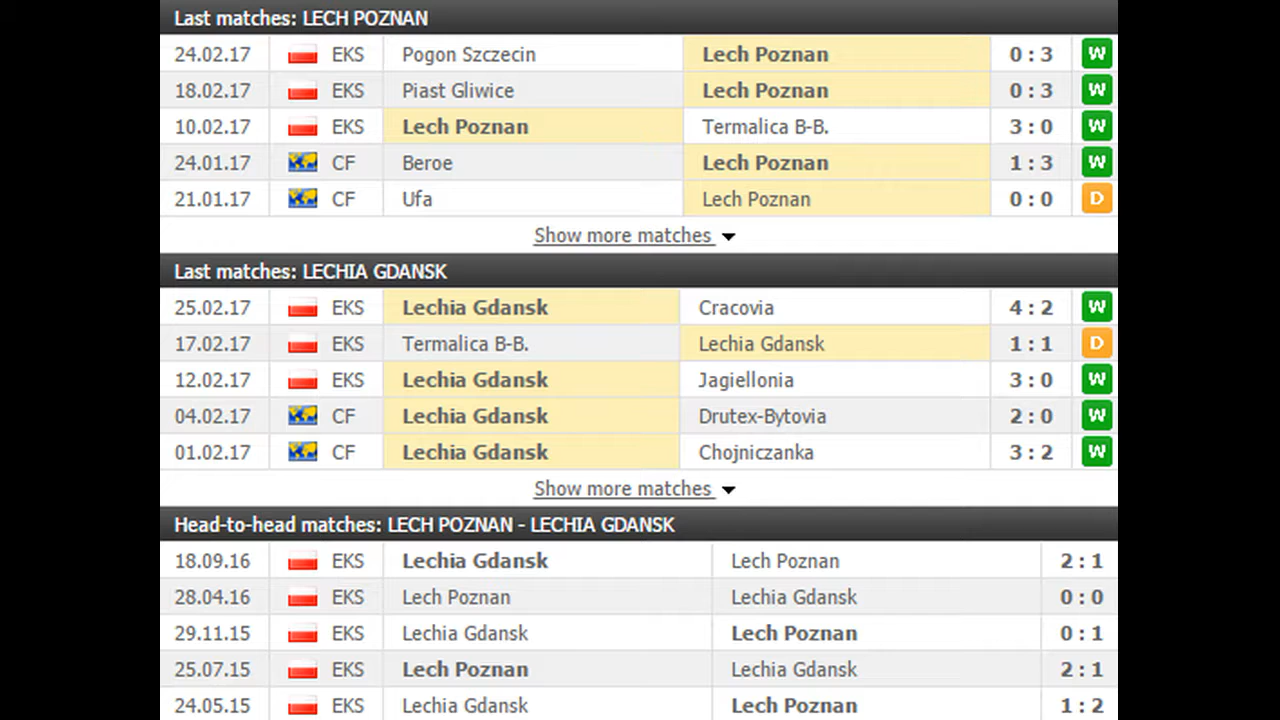 Last matches: LECH POZNAN
24.02.17 EKS Pogon Szczecin Lech Poznan 0 : 3 W
18.02.17 EKS Piast Gliwice Lech Poznan 0 : 3 W
10.02.17 EKS Lech Poznan Termalica B-B. 3 : 0 W
24.01.17 CF Beroe Lech Poznan 1 : 3 W
21.01.17 CF Ufa Lech Poznan 0 : 0 D
Show more matches
Last matches: LECHIA GDANSK
25.02.17 EKS Lechia Gdansk Cracovia 4 : 2 W
17.02.17 EKS Termalica B-B. Lechia Gdansk 1 : 1 D
12.02.17 EKS Lechia Gdansk Jagiellonia 3 : 0 W
04.02.17 CF Lechia Gdansk Drutex-Bytovia 2 : 0 W
01.02.17 CF Lechia Gdansk Chojniczanka 3 : 2 W
Show more matches
Head-to-head matches: LECH POZNAN - LECHIA GDANSK
18.09.16 EKS Lechia Gdansk Lech Poznan 2 : 1
28.04.16 EKS Lech Poznan Lechia Gdansk 0 : 0
29.11.15 EKS Lechia Gdansk Lech Poznan 0 : 1
25.07.15 EKS Lech Poznan Lechia Gdansk 2 : 1
24.05.15 EKS Lechia Gdansk Lech Poznan 1 : 2